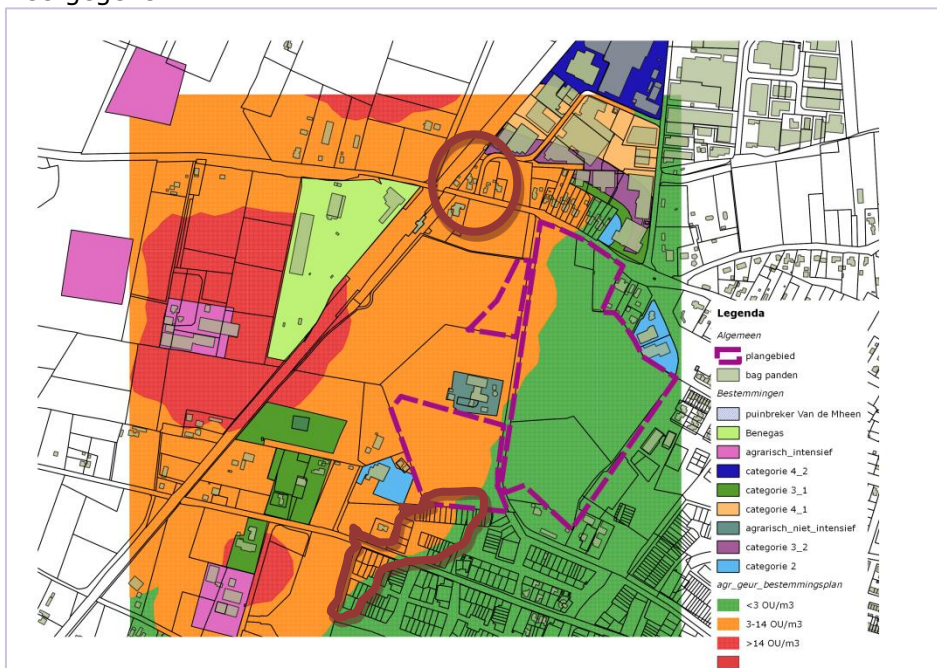 Legenda
Algemeen
plangebied
bag panden
Bestemmingen
puinbreker Van de Mheen
Benegas
agrarisch_intensief
categorie 4_2
categorie 3_1
categorie 4_1
agrarisch_niet_intensief
categorie 3_2
categorie 2
agr_geur_bestemmingsplan
<3 OU/m3
3-14 OU/m3
>14 OU/m3